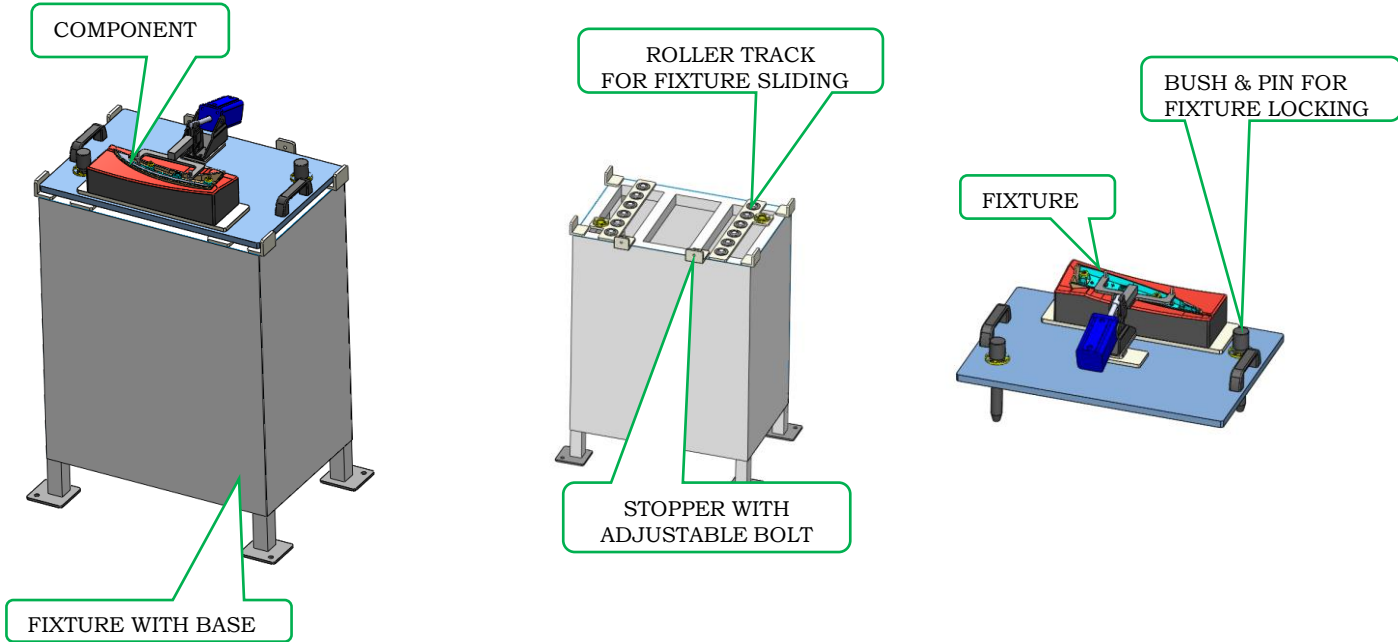 COMPONENT
ROLLER TRACK
FOR FIXTURE SLIDING
BUSH & PIN FOR
FIXTURE LOCKING
FIXTURE
STOPPER WITH
ADJUSTABLE BOLT
FIXTURE WITH BASE